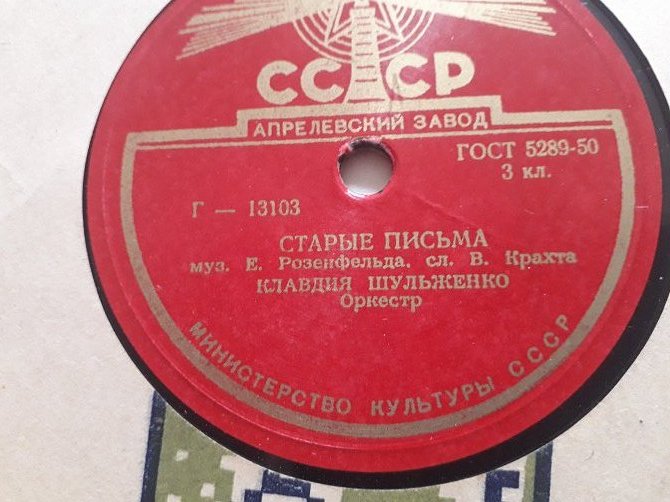 СССР
АПРЕЛЕВСКИЙ ЗАВОД
ГОСТ 5289-50
3 кл.
Г — 13103
СТАРЫЕ ПИСЬМА
муз. Е. Розенфельда, сл. В. Крахта
КЛАВДИЯ ШУЛЬЖЕНКО
Оркестр
МИНИСТЕРСТВО КУЛЬТУРЫ СССР